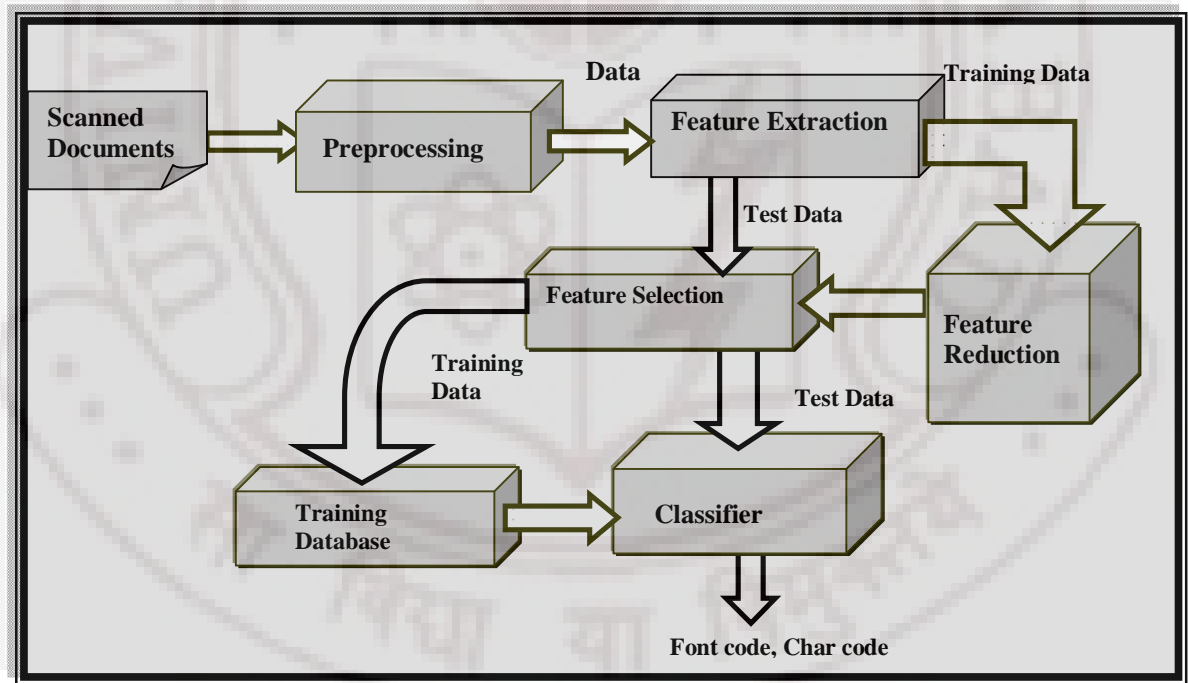 Data
Training Data
Scanned
Documents
Preprocessing
Feature Extraction
Test Data
Feature Selection
Feature
Reduction
Training
Data
Test Data
Training
Database
Classifier
Font code, Char code